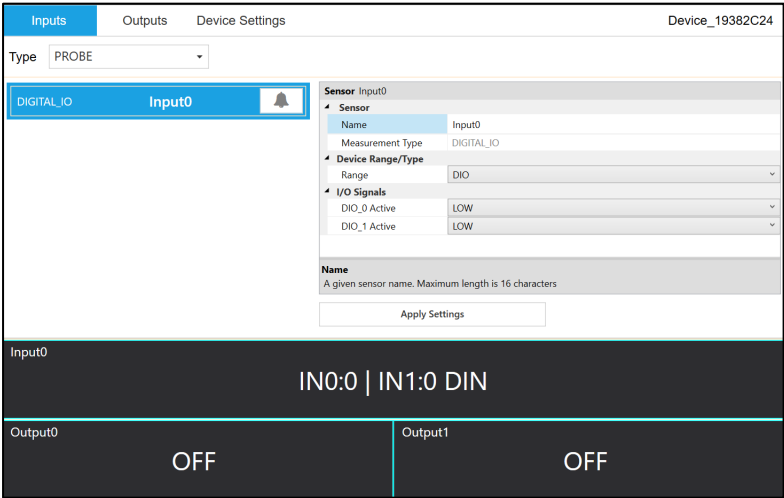 Inputs Outputs Device Settings Device_19382C24
Type PROBE
DIGITAL_IO Input0
Sensor Input0
Sensor
Name Input0
Measurement Type DIGITAL_IO
Device Range/Type
Range DIO
I/O Signals
DIO_0 Active LOW
DIO_1 Active LOW
Name
A given sensor name. Maximum length is 16 characters
Apply Settings
Input0
IN0:0 | IN1:0 DIN
Output0 Output1
OFF OFF